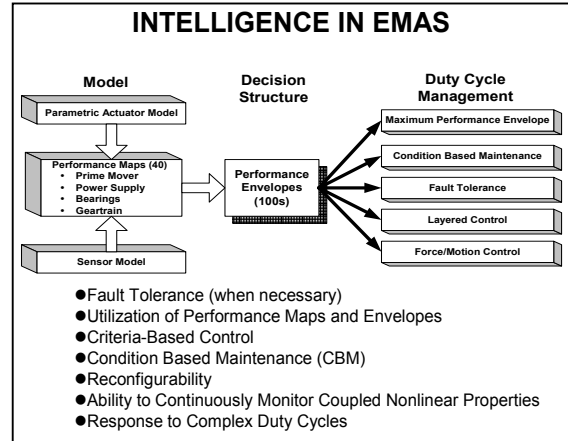 INTELLIGENCE IN EMAS
Model
Decision
Structure
Duty Cycle
Management
Parametric Actuator Model
Performance Maps (40)
• Prime Mover
• Power Supply
• Bearings
• Geartrain
Sensor Model
Performance
Envelopes
(100s)
Maximum Performance Envelope
Condition Based Maintenance
Fault Tolerance
Layered Control
Force/Motion Control
●Fault Tolerance (when necessary)
●Utilization of Performance Maps and Envelopes
●Criteria-Based Control
●Condition Based Maintenance (CBM)
●Reconfigurability
●Ability to Continuously Monitor Coupled Nonlinear Properties
●Response to Complex Duty Cycles